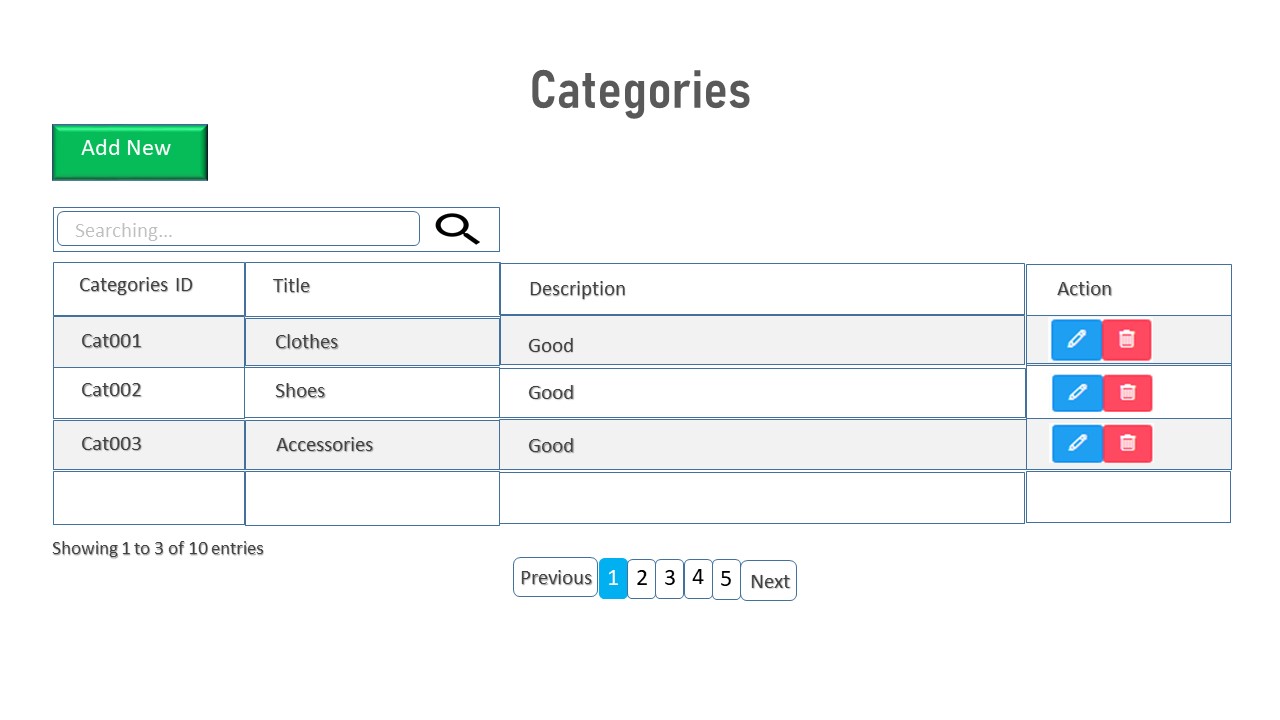 Categories
Add New
Searching...
Categories ID Title Description Action
Cat001 Clothes Good
Cat002 Shoes Good
Cat003 Accessories Good
Showing 1 to 3 of 10 entries
Previous 1 2 3 4 5 Next